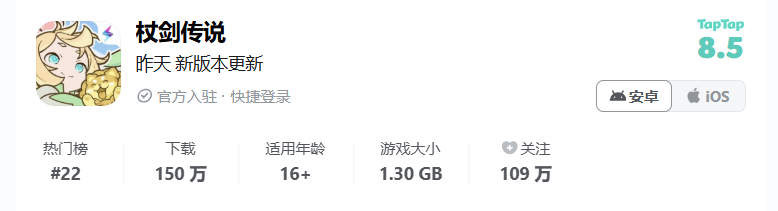 杖剑传说
昨天 新版本更新
官方入驻 · 快捷登录
TapTap
8.5
安卓 iOS
热门榜 下载 适用年龄 游戏大小 关注
#22 150 万 16+ 1.30 GB 109 万